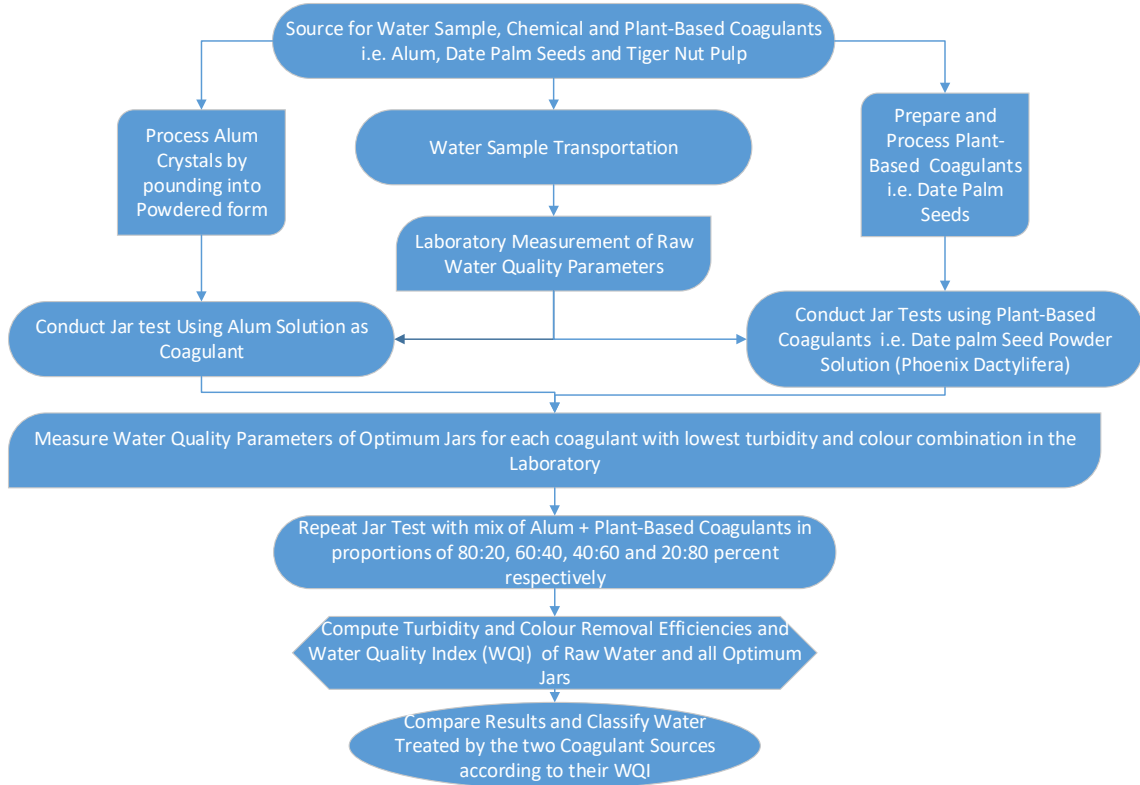 Source for Water Sample, Chemical and Plant-Based Coagulants
i.e. Alum, Date Palm Seeds and Tiger Nut Pulp
Process Alum
Crystals by
pounding into
Powdered form
Water Sample Transportation
Prepare and
Process Plant-
Based Coagulants
i.e. Date Palm
Seeds
Laboratory Measurement of Raw
Water Quality Parameters
Conduct Jar test Using Alum Solution as
Coagulant
Conduct Jar Tests using Plant-Based
Coagulants i.e. Date palm Seed Powder
Solution (Phoenix Dactylifera)
Measure Water Quality Parameters of Optimum Jars for each coagulant with lowest turbidity and colour combination in the
Laboratory
Repeat Jar Test with mix of Alum + Plant-Based Coagulants in
proportions of 80:20, 60:40, 40:60 and 20:80 percent
respectively
Compute Turbidity and Colour Removal Efficiencies and
Water Quality Index (WQI) of Raw Water and all Optimum
Jars
Compare Results and Classify Water
Treated by the two Coagulant Sources
according to their WQI